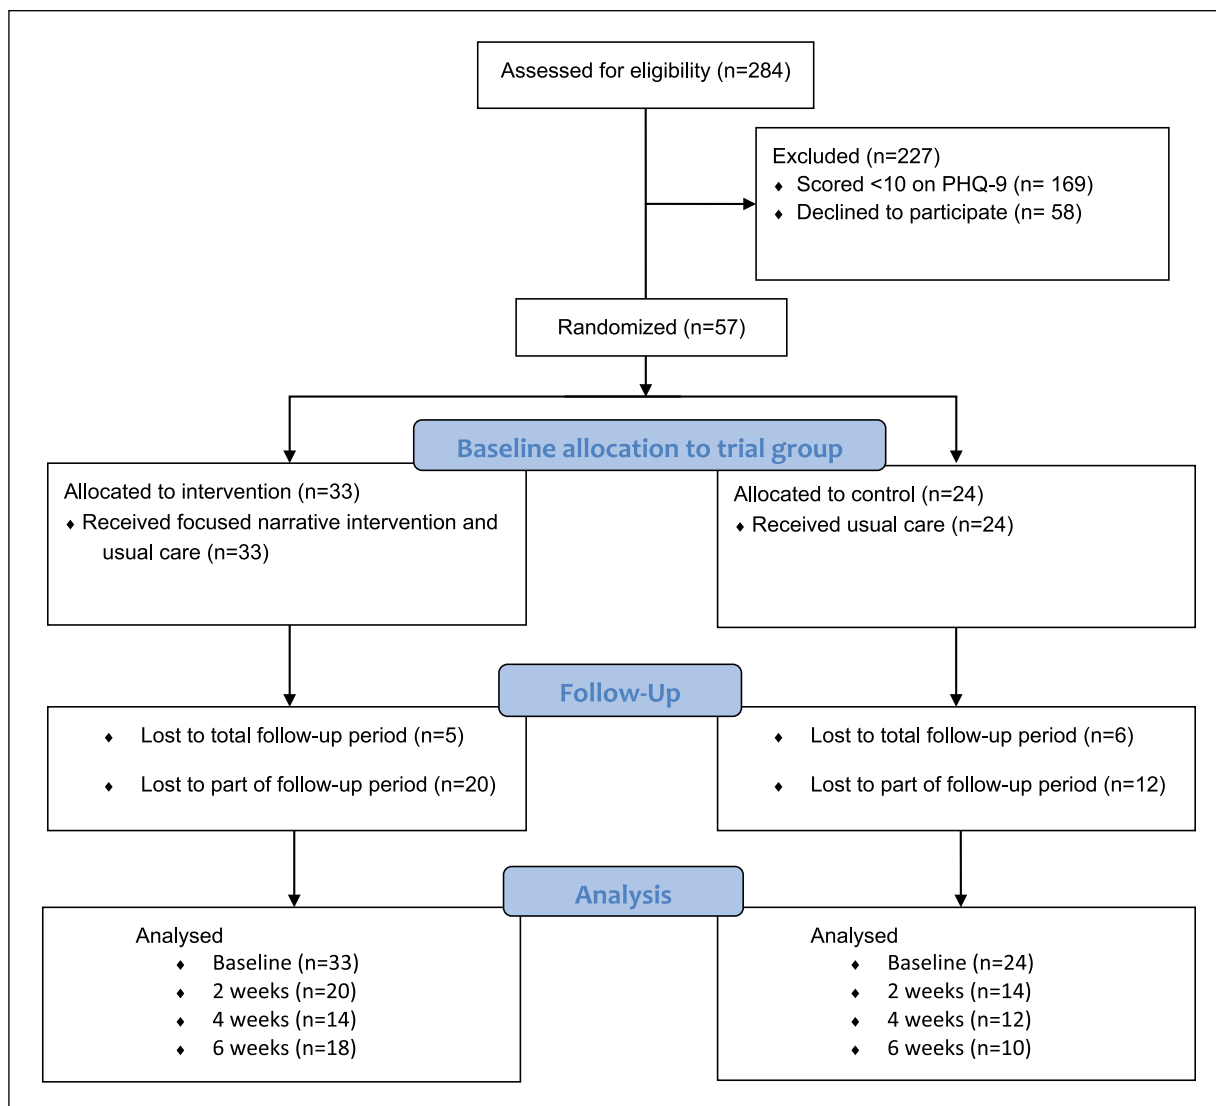 Assessed for eligibility (n=284)
Excluded (n=227)
♦ Scored <10 on PHQ-9 (n= 169)
♦ Declined to participate (n= 58)
Randomized (n=57)
Baseline allocation to trial group
Allocated to intervention (n=33)
♦ Received focused narrative intervention and
usual care (n=33)
Allocated to control (n=24)
♦ Received usual care (n=24)
Follow-Up
♦ Lost to total follow-up period (n=5)
♦ Lost to part of follow-up period (n=20)
♦ Lost to total follow-up period (n=6)
♦ Lost to part of follow-up period (n=12)
Analysis
Analysed
♦ Baseline (n=33)
♦ 2 weeks (n=20)
♦ 4 weeks (n=14)
♦ 6 weeks (n=18)
Analysed
♦ Baseline (n=24)
♦ 2 weeks (n=14)
♦ 4 weeks (n=12)
♦ 6 weeks (n=10)